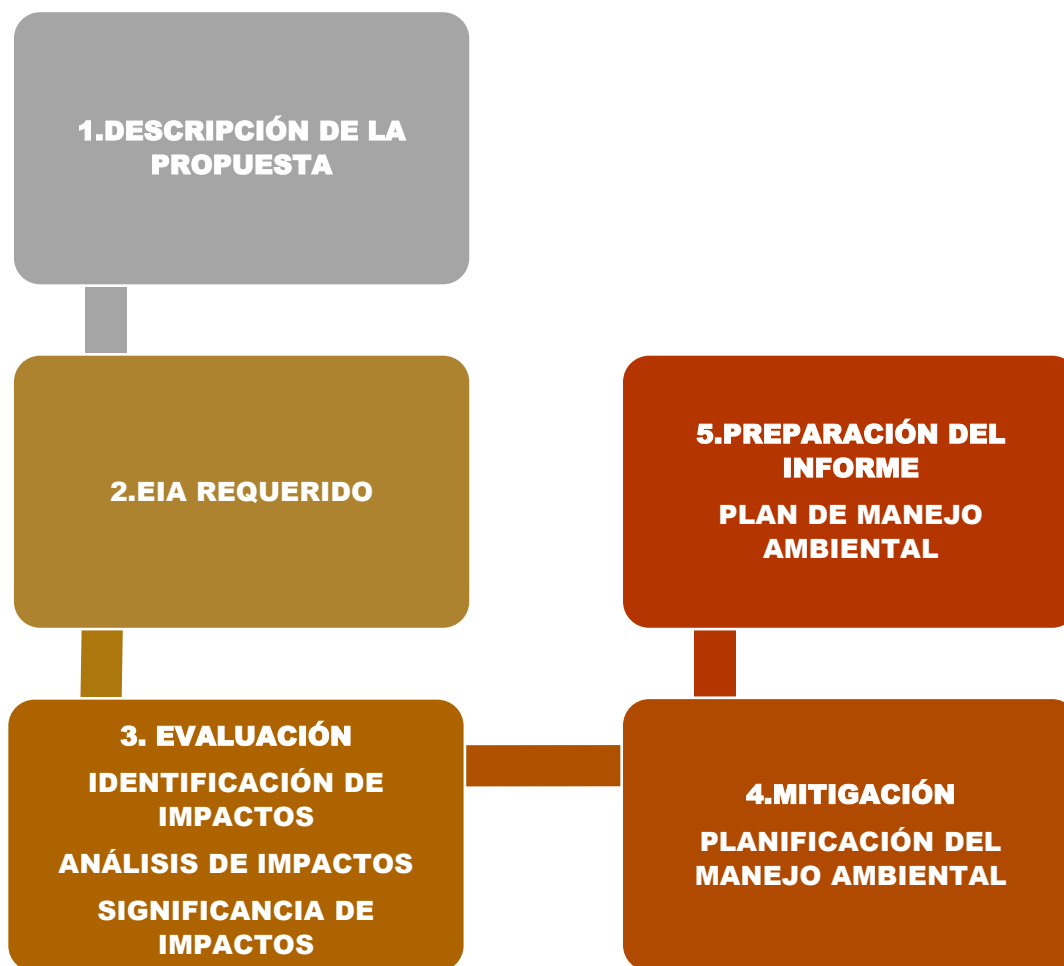 1.DESCRIPCIÓN DE LA
PROPUESTA
2.EIA REQUERIDO
3. EVALUACIÓN
IDENTIFICACIÓN DE
IMPACTOS
ANÁLISIS DE IMPACTOS
SIGNIFICANCIA DE
IMPACTOS
4.MITIGACIÓN
PLANIFICACIÓN DEL
MANEJO AMBIENTAL
5.PREPARACIÓN DEL
INFORME
PLAN DE MANEJO
AMBIENTAL